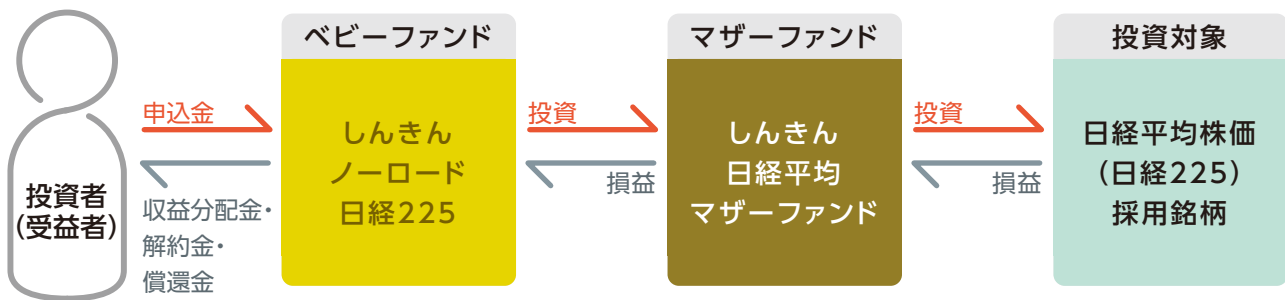 投資者
(受益者)
申込金
収益分配金・
解約金・
償還金
ベビーファンド
しんきん
ノーロード
日経225
投資
損益
マザーファンド
しんきん
日経平均
マザーファンド
投資
損益
投資対象
日経平均株価
(日経225)
採用銘柄